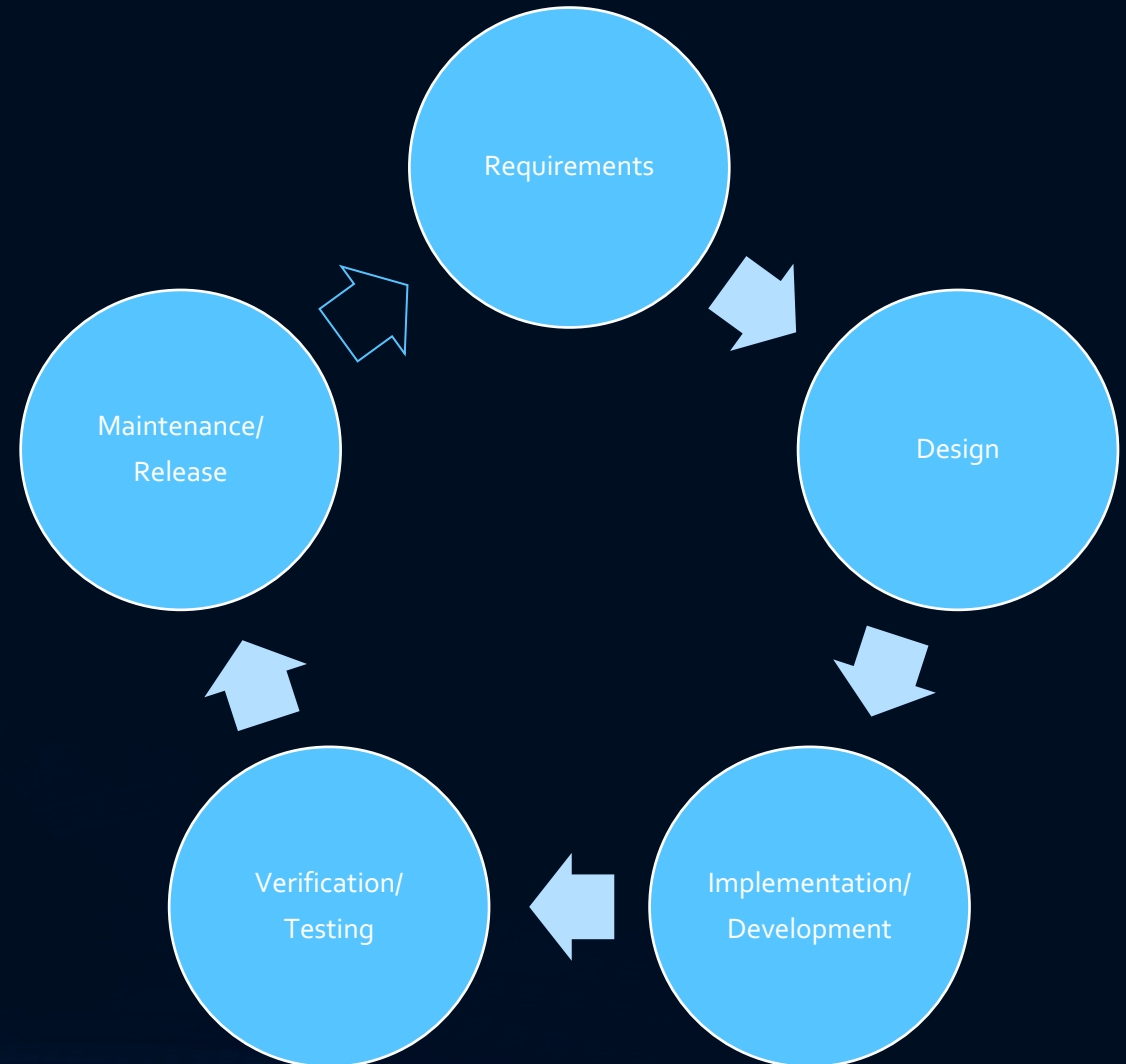 Requirements
Design
Implementation/
Development
Verification/
Testing
Maintenance/
Release